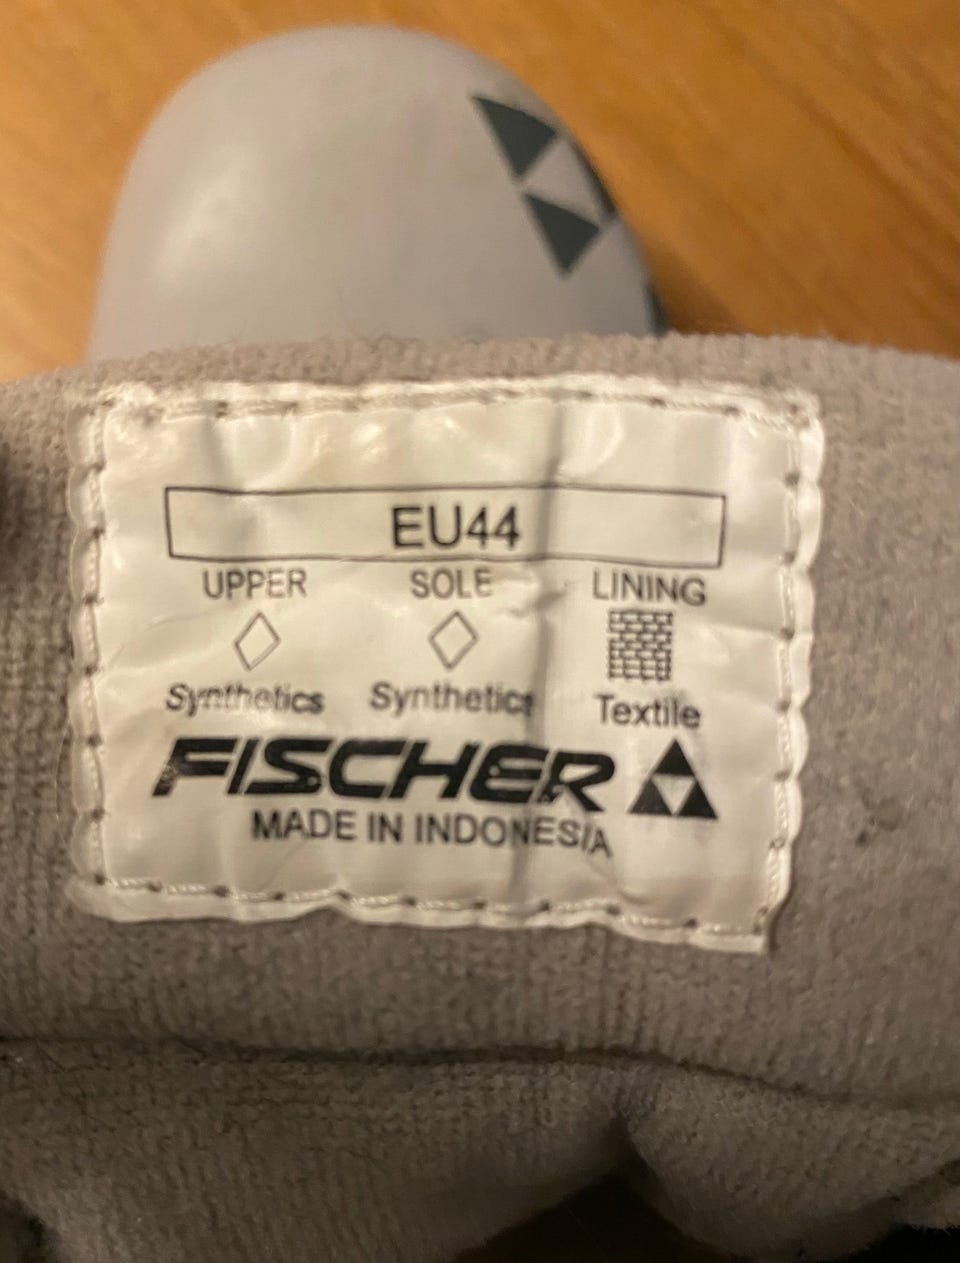 EU44
UPPER SOLE LINING
Synthetics Synthetics Textile
FISCHER
MADE IN INDONESIA